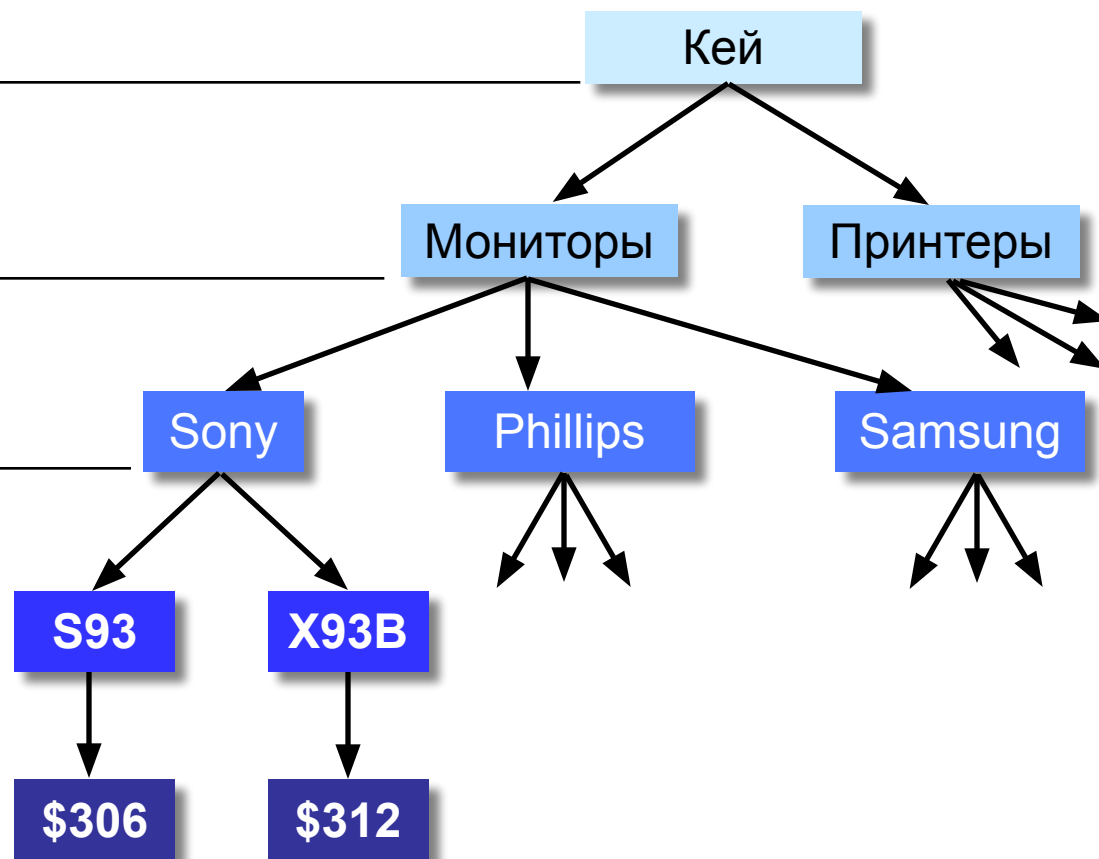 Кей
Мониторы
Принтеры
Sony
Phillips
Samsung
S93
X93B
$306
$312